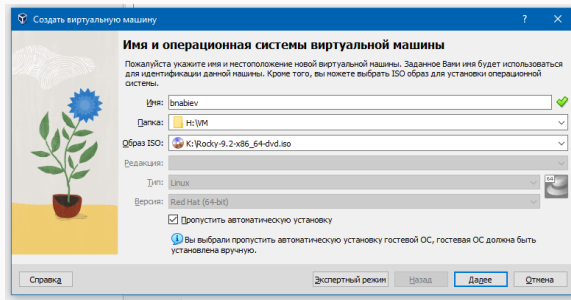 Создать виртуальную машину
Имя и операционная системы виртуальной машины
Пожалуйста укажите имя и местоположение новой виртуальной машины. Заданное Вами имя будет использоваться
для идентификации данной машины. Кроме того, вы можете выбрать ISO образ для установки операционной
системы.
Имя: bnabiev
Папка: H:\VM
Образ ISO: K:\Rocky-9.2-x86_64-dvd.iso
Редакция:
Тип: Linux
64
Версия: Red Hat (64-bit)
Пропустить автоматическую установку
Вы выбрали пропустить автоматическую установку гостевой ОС, гостевая ОС должна быть
установлена вручную.
Справка Экспертный режим Назад Далее Отмена